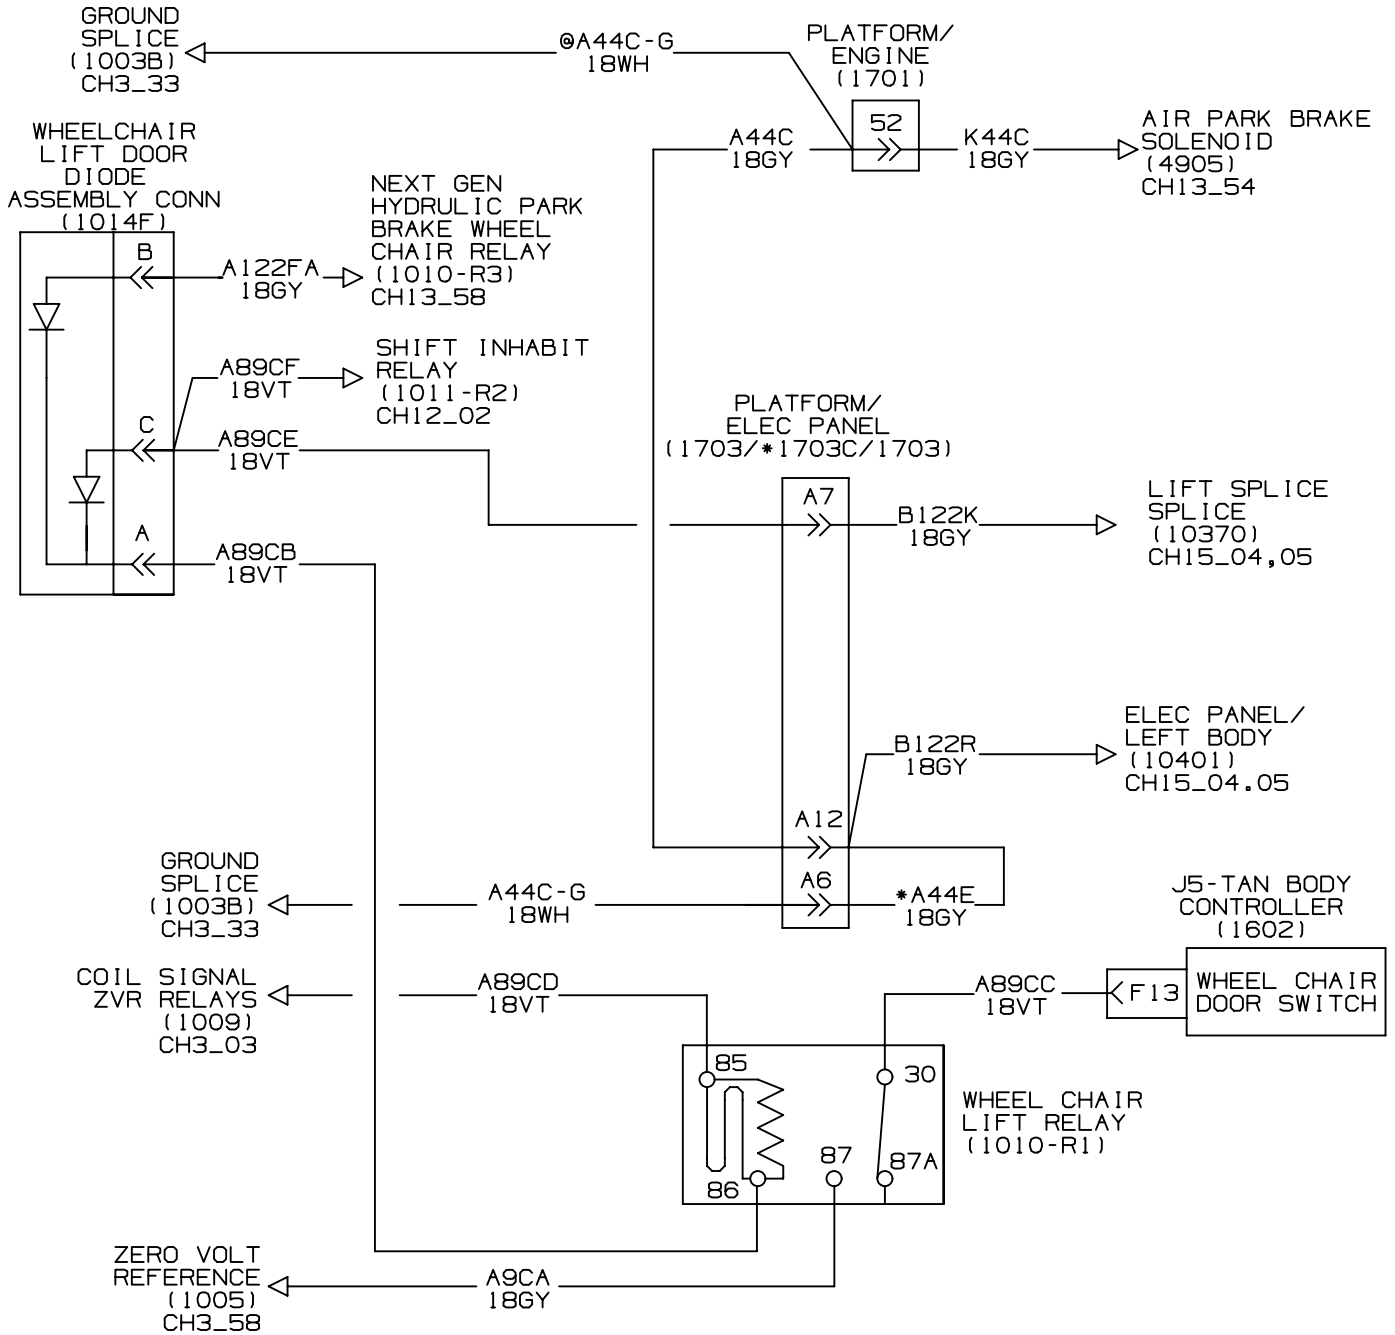 GROUND
SPLICE
(1003B)
CH3_33
@A44C-G
18WH
PLATFORM/
ENGINE
(1701)
52
A44C
18GY
K44C
18GY
AIR PARK BRAKE
SOLENOID
(4905)
CH13_54
WHEELCHAIR
LIFT DOOR
DIODE
ASSEMBLY CONN
(1014F)
B
A122FA
18GY
NEXT GEN
HYDRULIC PARK
BRAKE WHEEL
CHAIR RELAY
(1010-R3)
CH13_58
A89CF
18VT
SHIFT INHABIT
RELAY
(1011-R2)
CH12_02
C
A89CE
18VT
A
A89CB
18VT
PLATFORM/
ELEC PANEL
(1703/*1703C/1703)
A7
B122K
18GY
LIFT SPLICE
SPLICE
(10370)
CH15_04,05
B122R
18GY
ELEC PANEL/
LEFT BODY
(10401)
CH15_04.05
A12
A6
*A44E
18GY
GROUND
SPLICE
(1003B)
CH3_33
A44C-G
18WH
COIL SIGNAL
ZVR RELAYS
(1009)
CH3_03
A89CD
18VT
A89CC
18VT
J5-TAN BODY
CONTROLLER
(1602)
F13
WHEEL CHAIR
DOOR SWITCH
85
30
86
87
87A
WHEEL CHAIR
LIFT RELAY
(1010-R1)
ZERO VOLT
REFERENCE
(1005)
CH3_58
A9CA
18GY